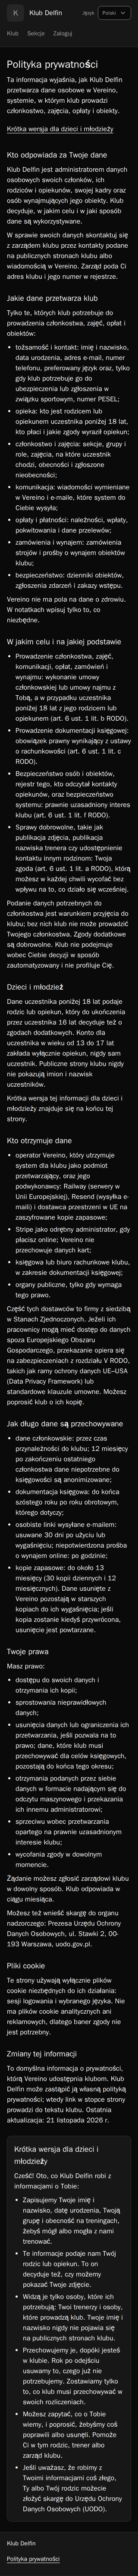 K Klub Delfin Język Polski
Klub Sekcje Zaloguj
Polityka prywatności
Ta informacja wyjaśnia, jak Klub Delfin
przetwarza dane osobowe w Vereino,
systemie, w którym klub prowadzi
członkostwo, zajęcia, opłaty i obiekty.
Krótka wersja dla dzieci i młodzieży
Kto odpowiada za Twoje dane
Klub Delfin jest administratorem danych
osobowych swoich członków, ich
rodziców i opiekunów, swojej kadry oraz
osób wynajmujących jego obiekty. Klub
decyduje, w jakim celu i w jaki sposób
dane są wykorzystywane.
W sprawie swoich danych skontaktuj się
z zarządem klubu przez kontakty podane
na publicznych stronach klubu albo
wiadomością w Vereino. Zarząd poda Ci
adres klubu i jego numer w rejestrze.
Jakie dane przetwarza klub
Tylko te, których klub potrzebuje do
prowadzenia członkostwa, zajęć, opłat i
obiektów:
• tożsamość i kontakt: imię i nazwisko,
data urodzenia, adres e-mail, numer
telefonu, przynależność do klubu oraz, tylko
gdy klub potrzebuje go do
ubezpieczenia lub zgłoszenia w
związku sportowym, numer PESEL;
• opieka: kto jest rodzicem lub
opiekunem uczestnika poniżej 18 lat,
kto płaci i jakie zgody wyraził opiekun;
• członkostwo i zajęcia: sekcje, grupy i
role, zajęcia, na które uczestnik
chodzi, obecności i zgłoszone
nieobecności;
• komunikacja: wiadomości wymieniane
w Vereino i e-maile, które system do
Ciebie wysyła;
• opłaty i płatności: należności, wpłaty,
pokwitowania i dane przelewów;
• zamówienia i wynajem: zamówienia
strojów i prośby o wynajem obiektów
klubu;
• bezpieczeństwo: dzienniki obiektów,
zgłoszenia zdarzeń i zakupy wstępu.
Vereino nie ma pola na dane o zdrowiu.
W notatkach wpisuj tylko to, co
niezbędne.
W jakim celu i na jakiej podstawie
• Prowadzenie członkostwa, zajęć,
komunikacji, opłat, zamówień i
wynajmu: wykonanie umowy
członkowskiej lub umowy najmu z
Tobą, a w przypadku uczestnika
poniżej 18 lat z jego rodzicem lub
opiekunem (art. 6 ust. 1 lit. b RODO).
• Prowadzenie dokumentacji księgowej:
obowiązek prawny wynikający z ustawy
o rachunkowości (art. 6 ust. 1 lit. c
RODO).
• Bezpieczeństwo osób i obiektów,
rejestr tego, kto odczytał kontakty
opiekunów, oraz bezpieczeństwo
systemu: prawnie uzasadnione interesy
klubu (art. 6 ust. 1 lit. f RODO).
• Sprawy dobrowolne, takie jak
publikacja zdjęcia, publikacja
nazwiska trenera czy udostępnienie
kontaktu innym rodzinom: Twoja
zgoda (art. 6 ust. 1 lit. a RODO), którą
możesz w każdej chwili wycofać bez
wpływu na to, co działo się wcześniej.
Podanie danych potrzebnych do
członkostwa jest warunkiem przyjęcia do
klubu; bez nich klub nie może prowadzić
Twojego członkostwa. Zgody dodatkowe
są dobrowolne. Klub nie podejmuje
wobec Ciebie decyzji w sposób
zautomatyzowany i nie profiluje Cię.
Dzieci i młodzież
Dane uczestnika poniżej 18 lat podaje
rodzic lub opiekun, który do ukończenia
przez uczestnika 16 lat decyduje też o
zgodach dodatkowych. Konto dla
uczestnika w wieku od 13 do 17 lat
zakłada wyłącznie opiekun, nigdy sam
uczestnik. Publiczne strony klubu nigdy
nie pokazują imion i nazwisk
uczestników.
Krótka wersja tej informacji dla dzieci i
młodzieży znajduje się na końcu tej
strony.
Kto otrzymuje dane
• operator Vereino, który utrzymuje
system dla klubu jako podmiot
przetwarzający, oraz jego
podwykonawcy: Railway (serwery w
Unii Europejskiej), Resend (wysyłka e-
maili) i dostawca przestrzeni w UE na
zaszyfrowane kopie zapasowe;
• Stripe jako odrębny administrator, gdy
płacisz online; Vereino nie
przechowuje danych kart;
• księgowa lub biuro rachunkowe klubu,
w zakresie dokumentacji księgowej;
• organy publiczne, tylko gdy wymaga
tego prawo.
Część tych dostawców to firmy z siedzibą
w Stanach Zjednoczonych. Jeżeli ich
pracownicy mogą mieć dostęp do danych
spoza Europejskiego Obszaru
Gospodarczego, przekazanie opiera się
na zabezpieczeniach z rozdziału V RODO,
takich jak ramy ochrony danych UE–USA
(Data Privacy Framework) lub
standardowe klauzule umowne. Możesz
poprosić klub o ich kopię.
Jak długo dane są przechowywane
• dane członkowskie: przez czas
przynależności do klubu; 12 miesięcy
po zakończeniu ostatniego
członkostwa dane niepotrzebne do
księgowości są anonimizowane;
• dokumentacja księgowa: do końca
szóstego roku po roku obrotowym,
którego dotyczy;
• osobiste linki wysyłane e-mailem:
usuwane 30 dni po użyciu lub
wygaśnięciu; niepotwierdzona prośba
o wynajem online: po godzinie;
• kopie zapasowe: do około 13
miesięcy (30 kopii dziennych i 12
miesięcznych). Dane usunięte z
Vereino pozostają w starszych
kopiach do ich wygaśnięcia; jeśli
kopia zostanie kiedyś przywrócona,
usunięcie jest powtarzane.
Twoje prawa
Masz prawo:
• dostępu do swoich danych i
otrzymania ich kopii;
• sprostowania nieprawidłowych
danych;
• usunięcia danych lub ograniczenia ich
przetwarzania, jeśli pozwala na to
prawo; dane, które klub musi
przechowywać dla celów księgowych,
pozostają do końca tego okresu;
• otrzymania podanych przez siebie
danych w formacie nadającym się do
odczytu maszynowego i przekazania
ich innemu administratorowi;
• sprzeciwu wobec przetwarzania
opartego na prawnie uzasadnionym
interesie klubu;
• wycofania zgody w dowolnym
momencie.
Żądanie możesz zgłosić zarządowi klubu
w dowolny sposób. Klub odpowiada w
ciągu miesiąca.
Możesz też wnieść skargę do organu
nadzorczego: Prezesa Urzędu Ochrony
Danych Osobowych, ul. Stawki 2, 00-
193 Warszawa, uodo.gov.pl.
Pliki cookie
Te strony używają wyłącznie plików
cookie niezbędnych do ich działania:
sesji logowania i wybranego języka. Nie
ma plików cookie analitycznych ani
reklamowych, dlatego baner zgody nie
jest potrzebny.
Zmiany tej informacji
To domyślna informacja o prywatności,
którą Vereino udostępnia klubom. Klub
Delfin może zastąpić ją własną polityką
prywatności; wtedy link w stopce strony
prowadzi do tekstu klubu. Ostatnia
aktualizacja: 21 listopada 2026 r.
Krótka wersja dla dzieci i
młodzieży
Cześć! Oto, co Klub Delfin robi z
informacjami o Tobie:
• Zapisujemy Twoje imię i
nazwisko, datę urodzenia, Twoją
grupę i obecność na treningach,
żebyś mógł albo mogła z nami
trenować.
• Te informacje podaje nam Twój
rodzic lub opiekun. To on
decyduje też, czy możemy
pokazać Twoje zdjęcie.
• Widzą je tylko osoby, które ich
potrzebują: Twoi trenerzy i osoby,
które prowadzą klub. Twoje imię i
nazwisko nigdy nie pojawia się
na publicznych stronach klubu.
• Przechowujemy je, dopóki jesteś
w klubie. Rok po odejściu
usuwamy to, czego już nie
potrzebujemy. Zostawiamy tylko
to, co klub musi przechowywać w
swoich rozliczeniach.
• Możesz zapytać, co o Tobie
wiemy, i poprosić, żebyśmy coś
poprawili albo usunęli. Pomoże
Ci w tym rodzic, trener albo
zarząd klubu.
• Jeśli uważasz, że robimy z
Twoimi informacjami coś złego,
Ty albo Twój rodzic możecie
złożyć skargę do Urzędu Ochrony
Danych Osobowych (UODO).
Klub Delfin
Polityka prywatności